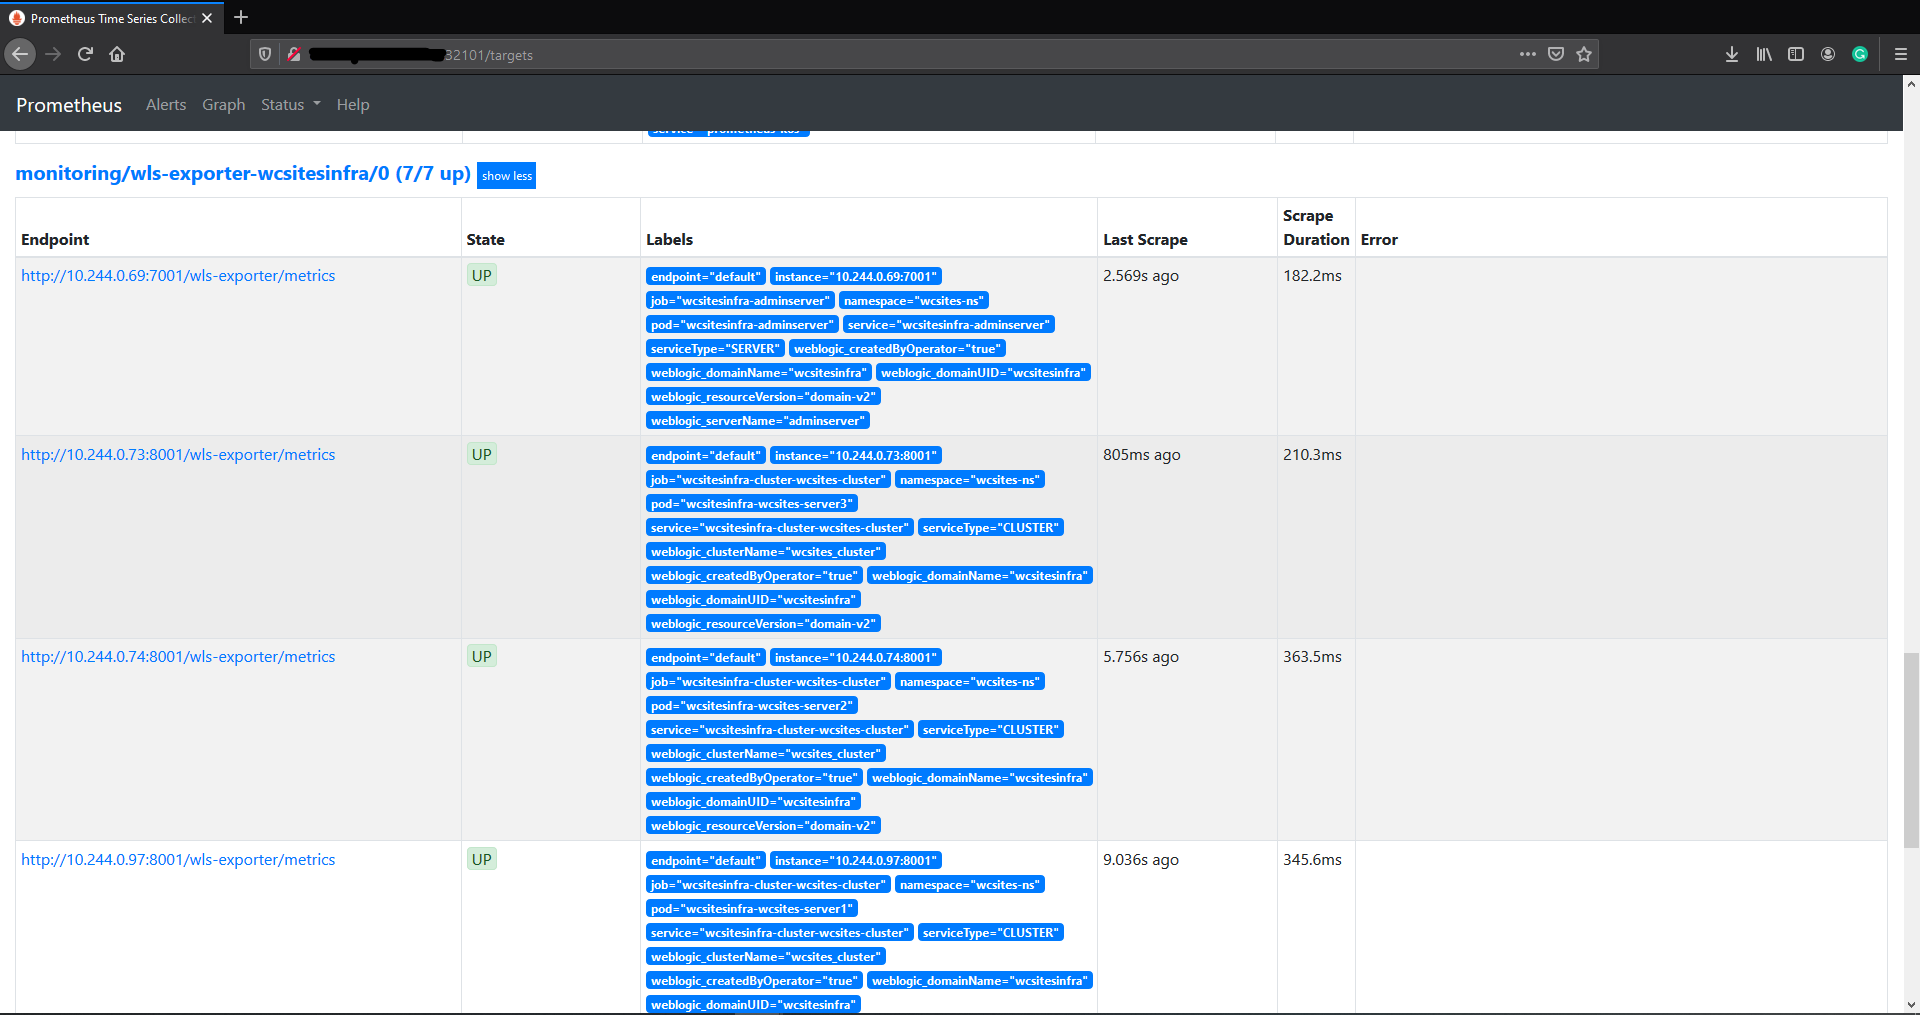 Prometheus Time Series Collec
32101/targets
Prometheus Alerts Graph Status Help
monitoring/wls-exporter-wcsitesinfra/0 (7/7 up) show less
Endpoint State Labels Last Scrape Scrape Duration Error
http://10.244.0.69:7001/wls-exporter/metrics UP endpoint="default" instance="10.244.0.69:7001" 2.569s ago 182.2ms
job="wcsitesinfra-adminserver" namespace="wcsites-ns"
pod="wcsitesinfra-adminserver" service="wcsitesinfra-adminserver"
serviceType="SERVER" weblogic_createdByOperator="true"
weblogic_domainName="wcsitesinfra" weblogic_domainUID="wcsitesinfra"
weblogic_resourceVersion="domain-v2"
weblogic_serverName="adminserver"
http://10.244.0.73:8001/wls-exporter/metrics UP endpoint="default" instance="10.244.0.73:8001" 805ms ago 210.3ms
job="wcsitesinfra-cluster-wcsites-cluster" namespace="wcsites-ns"
pod="wcsitesinfra-wcsites-server3"
service="wcsitesinfra-cluster-wcsites-cluster" serviceType="CLUSTER"
weblogic_clusterName="wcsites_cluster"
weblogic_createdByOperator="true" weblogic_domainName="wcsitesinfra"
weblogic_domainUID="wcsitesinfra"
weblogic_resourceVersion="domain-v2"
http://10.244.0.74:8001/wls-exporter/metrics UP endpoint="default" instance="10.244.0.74:8001" 5.756s ago 363.5ms
job="wcsitesinfra-cluster-wcsites-cluster" namespace="wcsites-ns"
pod="wcsitesinfra-wcsites-server2"
service="wcsitesinfra-cluster-wcsites-cluster" serviceType="CLUSTER"
weblogic_clusterName="wcsites_cluster"
weblogic_createdByOperator="true" weblogic_domainName="wcsitesinfra"
weblogic_domainUID="wcsitesinfra"
weblogic_resourceVersion="domain-v2"
http://10.244.0.97:8001/wls-exporter/metrics UP endpoint="default" instance="10.244.0.97:8001" 9.036s ago 345.6ms
job="wcsitesinfra-cluster-wcsites-cluster" namespace="wcsites-ns"
pod="wcsitesinfra-wcsites-server1"
service="wcsitesinfra-cluster-wcsites-cluster" serviceType="CLUSTER"
weblogic_clusterName="wcsites_cluster"
weblogic_createdByOperator="true" weblogic_domainName="wcsitesinfra"
weblogic_domainUID="wcsitesinfra"